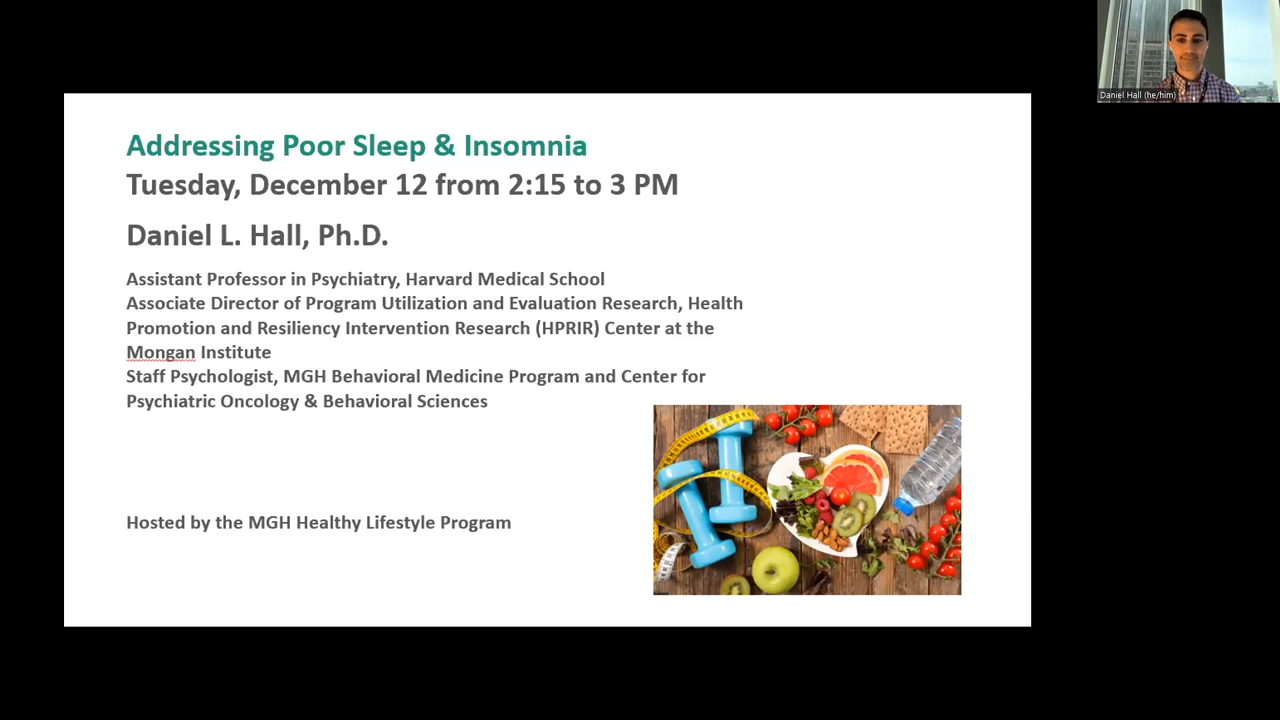 Addressing Poor Sleep & Insomnia
Tuesday, December 12 from 2:15 to 3 PM
Daniel L. Hall, Ph.D.
Assistant Professor in Psychiatry, Harvard Medical School
Associate Director of Program Utilization and Evaluation Research, Health
Promotion and Resiliency Intervention Research (HPRIR) Center at the
Mongan Institute
Staff Psychologist, MGH Behavioral Medicine Program and Center for
Psychiatric Oncology & Behavioral Sciences
Hosted by the MGH Healthy Lifestyle Program
Daniel Hall (he/him)